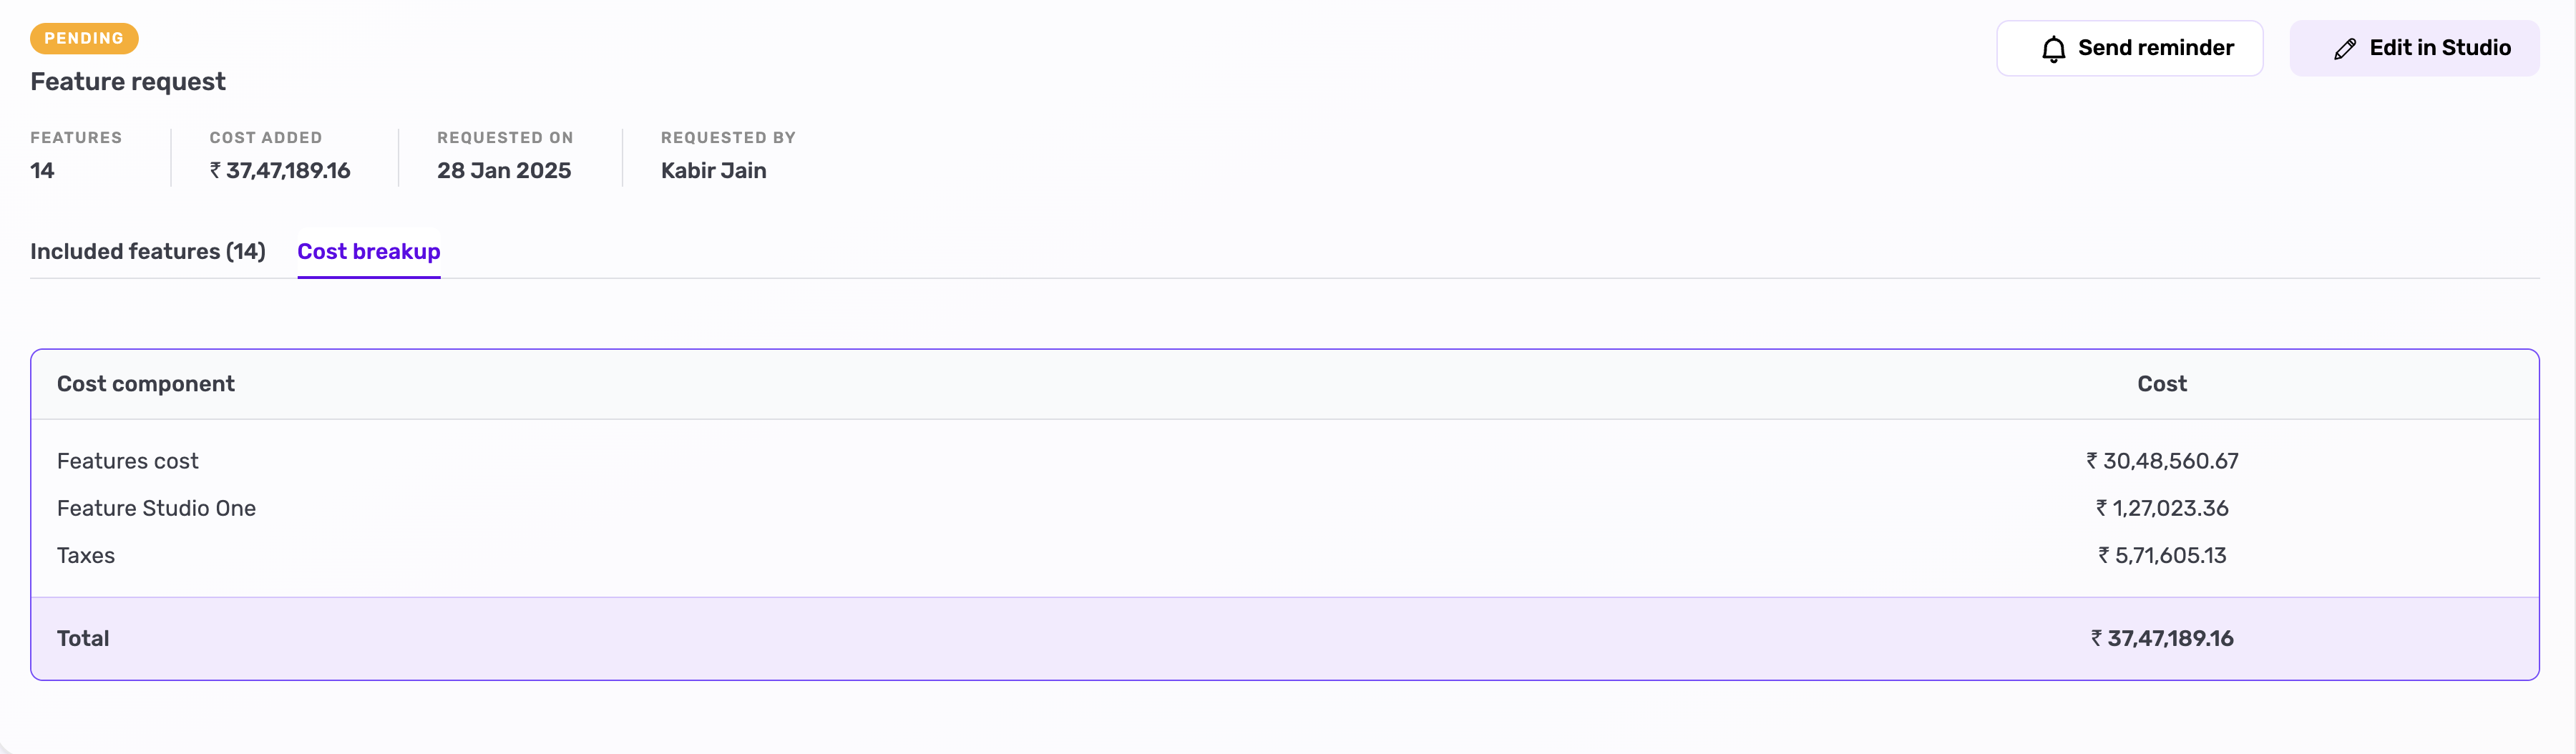 PENDING
Feature request
Send reminder
Edit in Studio
FEATURES
14
COST ADDED
₹ 37,47,189.16
REQUESTED ON
28 Jan 2025
REQUESTED BY
Kabir Jain
Included features (14)
Cost breakup
Cost component Cost
Features cost ₹ 30,48,560.67
Feature Studio One ₹ 1,27,023.36
Taxes ₹ 5,71,605.13
Total ₹ 37,47,189.16